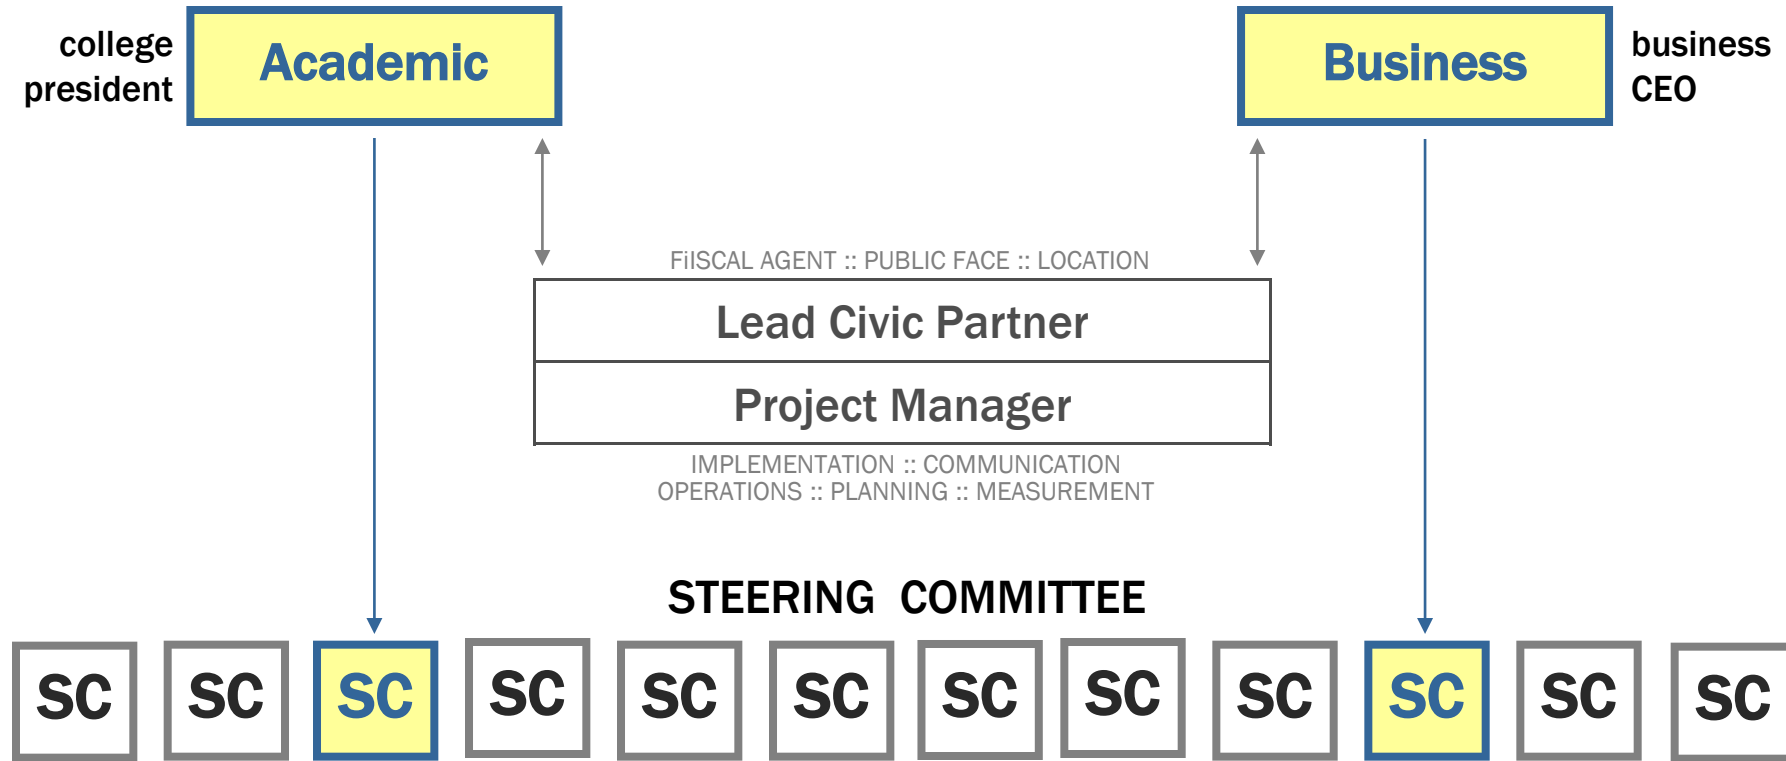 college
president
Academic
Business
business
CEO
FiISCAL AGENT :: PUBLIC FACE :: LOCATION
Lead Civic Partner
Project Manager
IMPLEMENTATION :: COMMUNICATION
OPERATIONS :: PLANNING :: MEASUREMENT
STEERING COMMITTEE
SC SC SC SC SC SC SC SC SC SC SC SC